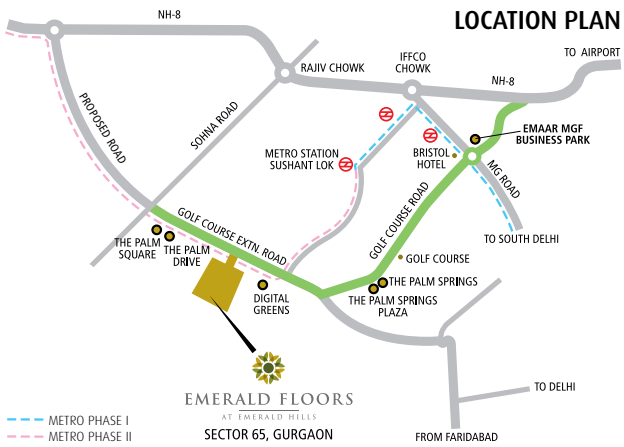 LOCATION PLAN
NH-8
TO AIRPORT
IFFCO
CHOWK
RAJIV CHOWK
NH-8
PROPOSED ROAD
SOHNA ROAD
EMAAR MGF
BUSINESS PARK
METRO STATION
SUSHANT LOK
BRISTOL
HOTEL
MG ROAD
GOLF COURSE ROAD
GOLF COURSE EXTN. ROAD
TO SOUTH DELHI
THE PALM
SQUARE
THE PALM
DRIVE
GOLF COURSE
THE PALM SPRINGS
THE PALM SPRINGS
PLAZA
DIGITAL
GREENS
EMERALD FLOORS
AT EMERALD HILLS
SECTOR 65, GURGAON
TO DELHI
FROM FARIDABAD
METRO PHASE I
METRO PHASE II